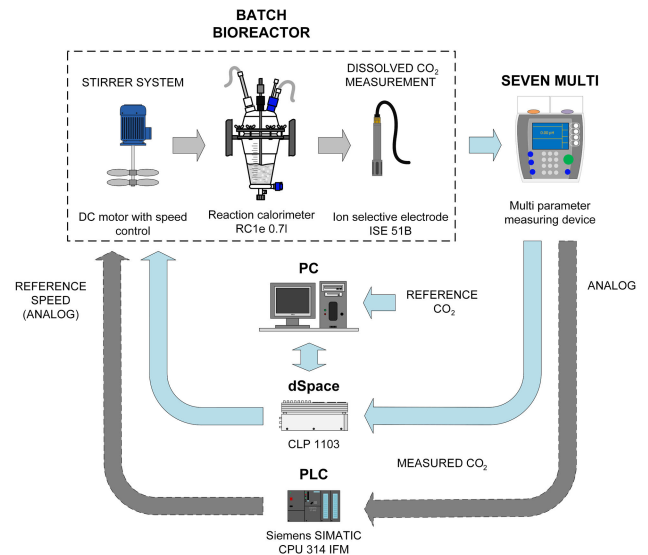 BATCH
BIOREACTOR
STIRRER SYSTEM
DISSOLVED CO₂
MEASUREMENT
SEVEN MULTI
DC motor with speed
control
Reaction calorimeter
RC1e 0.7l
Ion selective electrode
ISE 51B
Multi parameter
measuring device
REFERENCE
SPEED
(ANALOG)
PC
REFERENCE
CO₂
ANALOG
dSpace
CLP 1103
MEASURED CO₂
PLC
Siemens SIMATIC
CPU 314 IFM